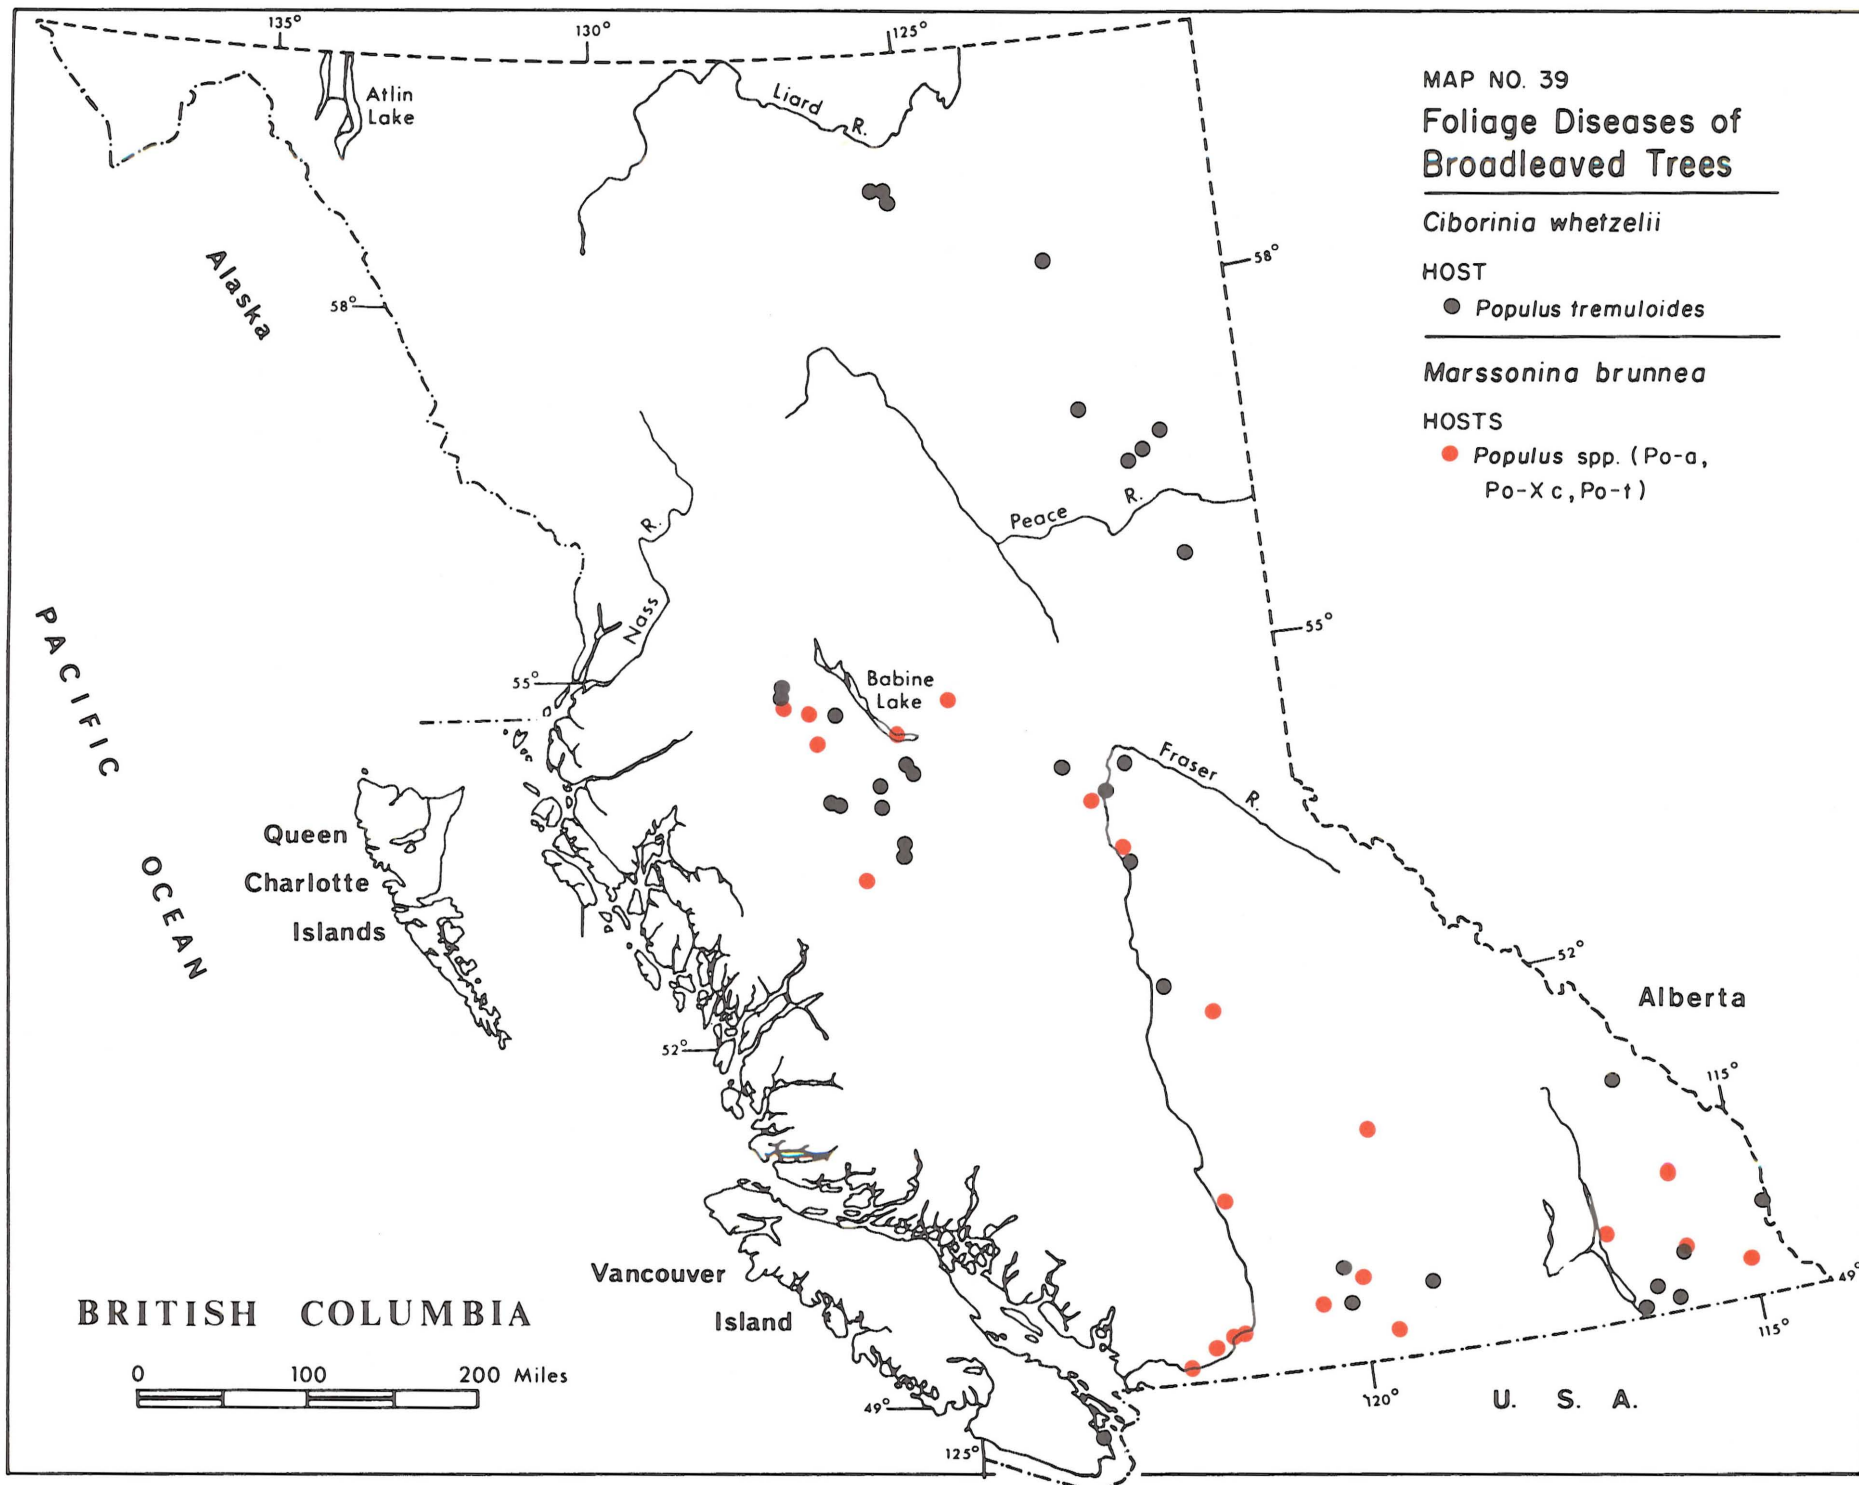 135°
130°
125°
Atlin
Lake
Liard
R.
MAP NO. 39
Foliage Diseases of
Broadleaved Trees
Ciborinia whetzelii
HOST
Populus tremuloides
Marssonina brunnea
HOSTS
Populus spp. (Po-a,
Po-X c, Po-t)
Alaska
58°
58°
Peace
R.
Nass
R.
55°
55°
Babine
Lake
Fraser
R.
PACIFIC
OCEAN
Queen
Charlotte
Islands
52°
52°
Alberta
115°
Vancouver
Island
BRITISH COLUMBIA
0 100 200 Miles
49°
125°
49°
115°
120°
U. S. A.